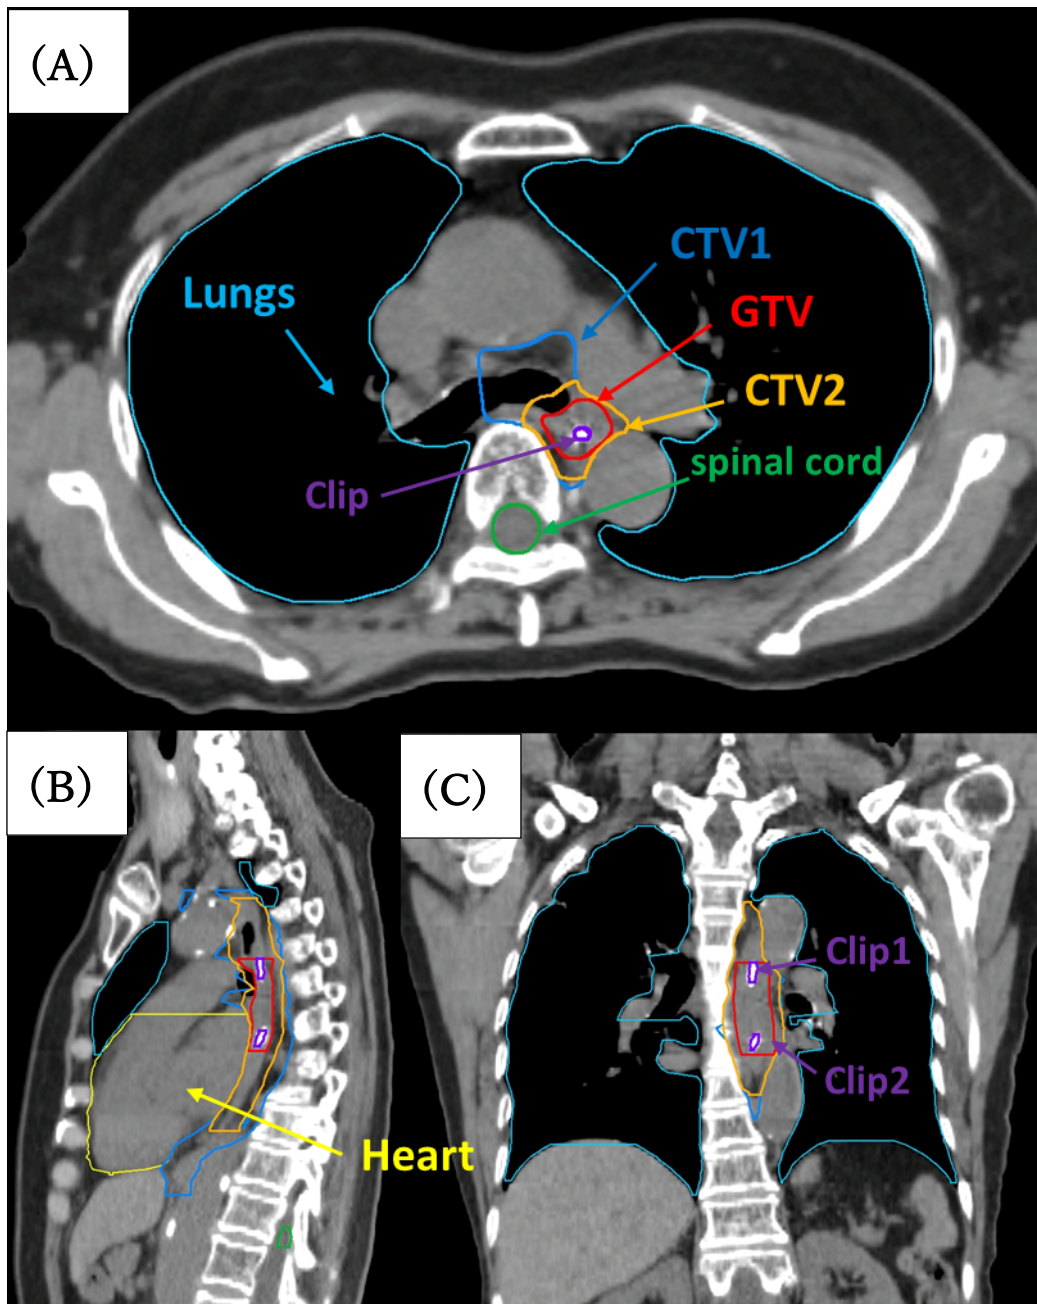 (A)
CTV1
Lungs
GTV
CTV2
spinal cord
Clip
(B)
(C)
Clip1
Clip2
Heart